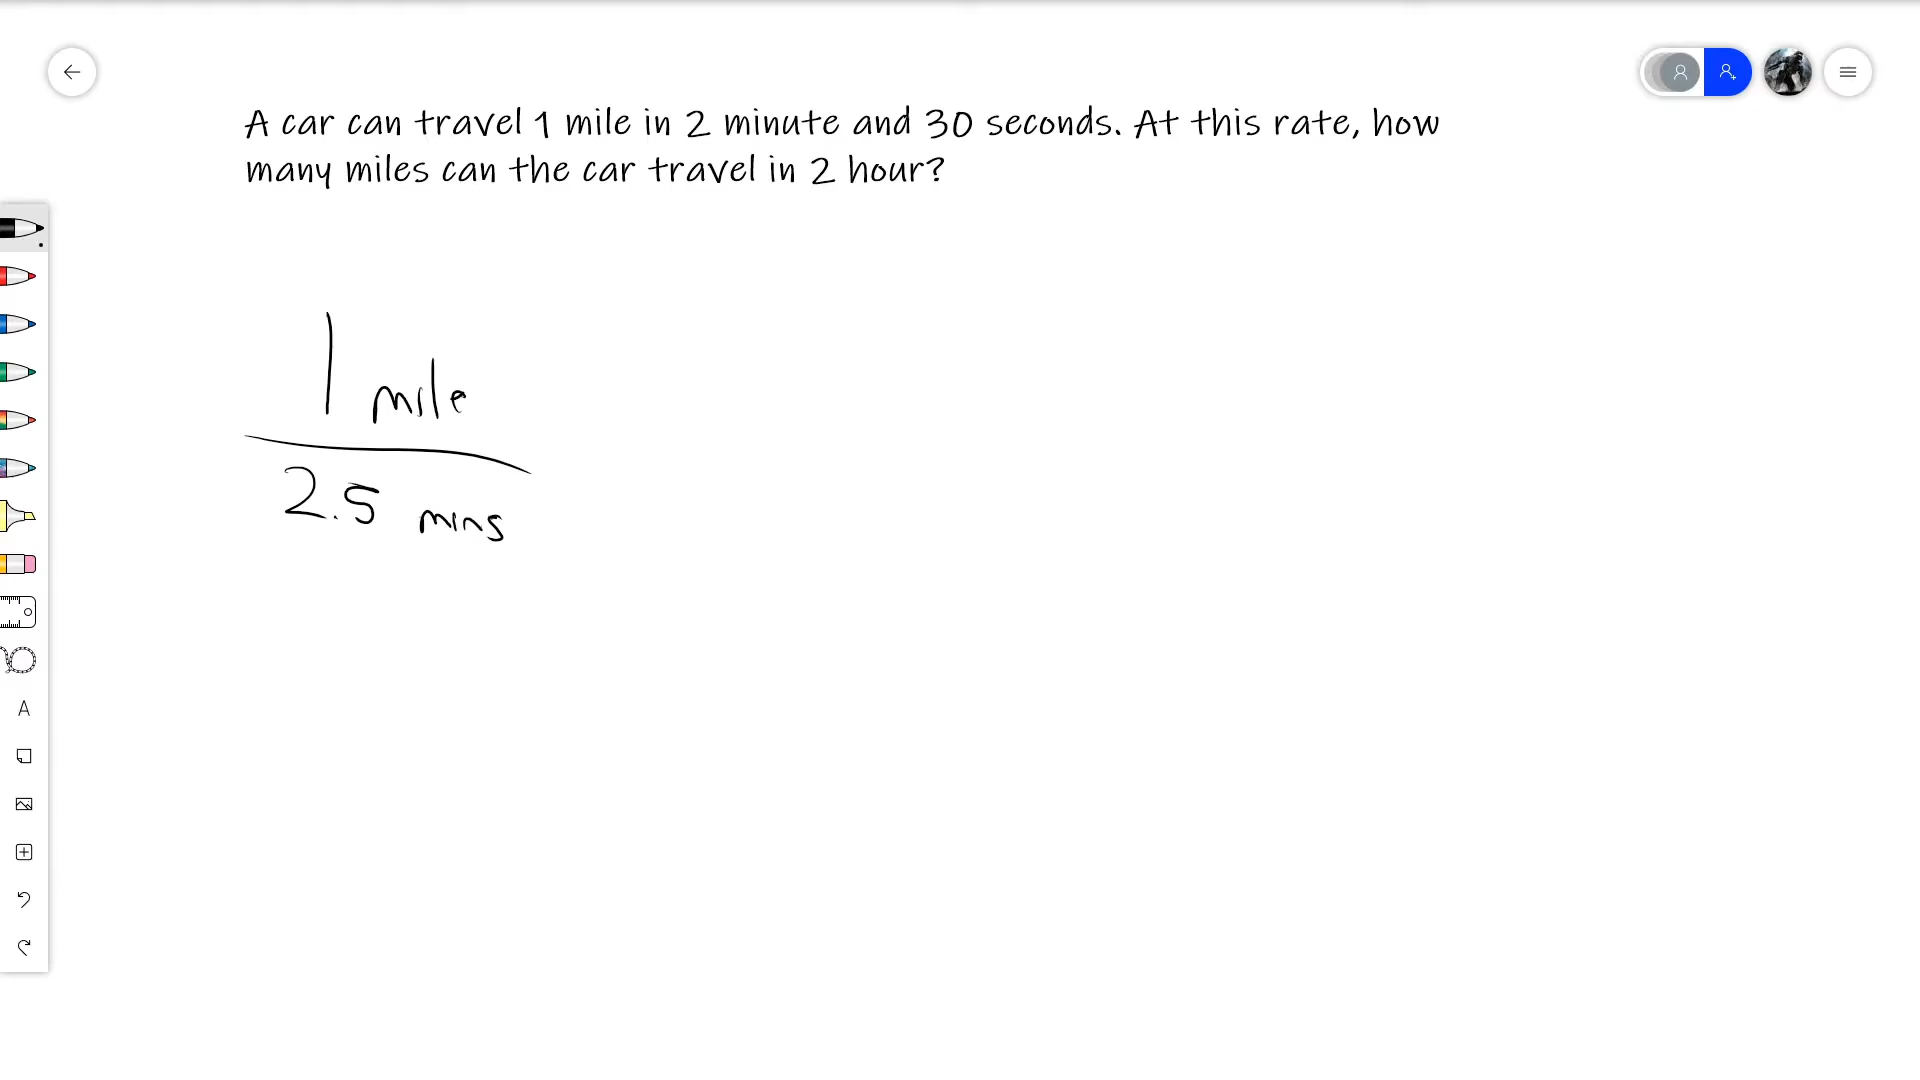 A car can travel 1 mile in 2 minute and 30 seconds. At this rate, how
many miles can the car travel in 2 hour?
1 mile
2.5 mins
A